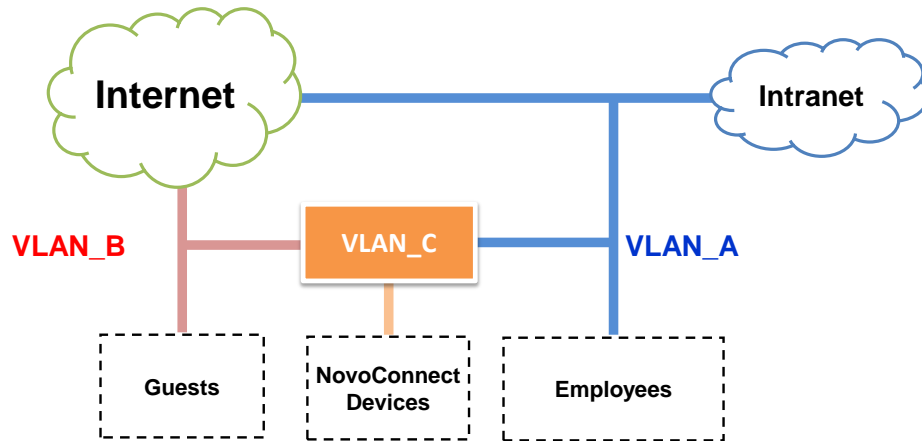 Internet
Intranet
VLAN_B
VLAN_C
VLAN_A
Guests
NovoConnect
Devices
Employees